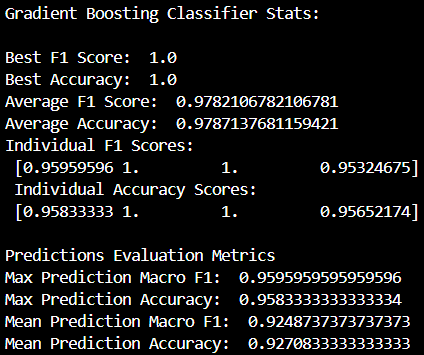 Gradient Boosting Classifier Stats:
Best F1 Score:  1.0
Best Accuracy:  1.0
Average F1 Score:  0.9782106782106781
Average Accuracy:  0.9787137681159421
Individual F1 Scores:
[0.95959596 1.         1.         0.95324675]
Individual Accuracy Scores:
[0.95833333 1.         1.         0.95652174]
Predictions Evaluation Metrics
Max Prediction Macro F1:  0.9595959595959596
Max Prediction Accuracy:  0.9583333333333334
Mean Prediction Macro F1:  0.9248737373737373
Mean Prediction Accuracy:  0.9270833333333333